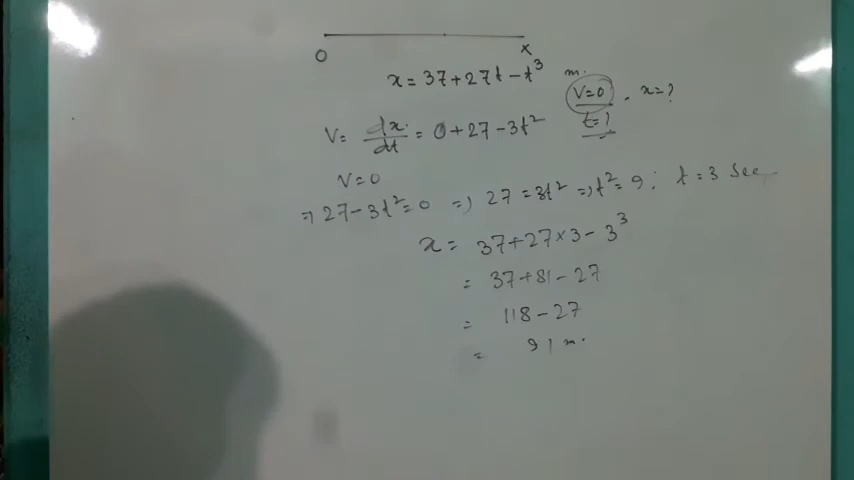 O x
x = 37 + 27t - t³ m.
V=0 . x = ?
t = ?
V = dx/dt = 0 + 27 - 3t²
V = 0
⇒ 27 - 3t² = 0 ⇒ 27 = 3t² ⇒ t² = 9 ; t = 3 Sec
x = 37 + 27 × 3 - 3³
= 37 + 81 - 27
= 118 - 27
= 91 m.